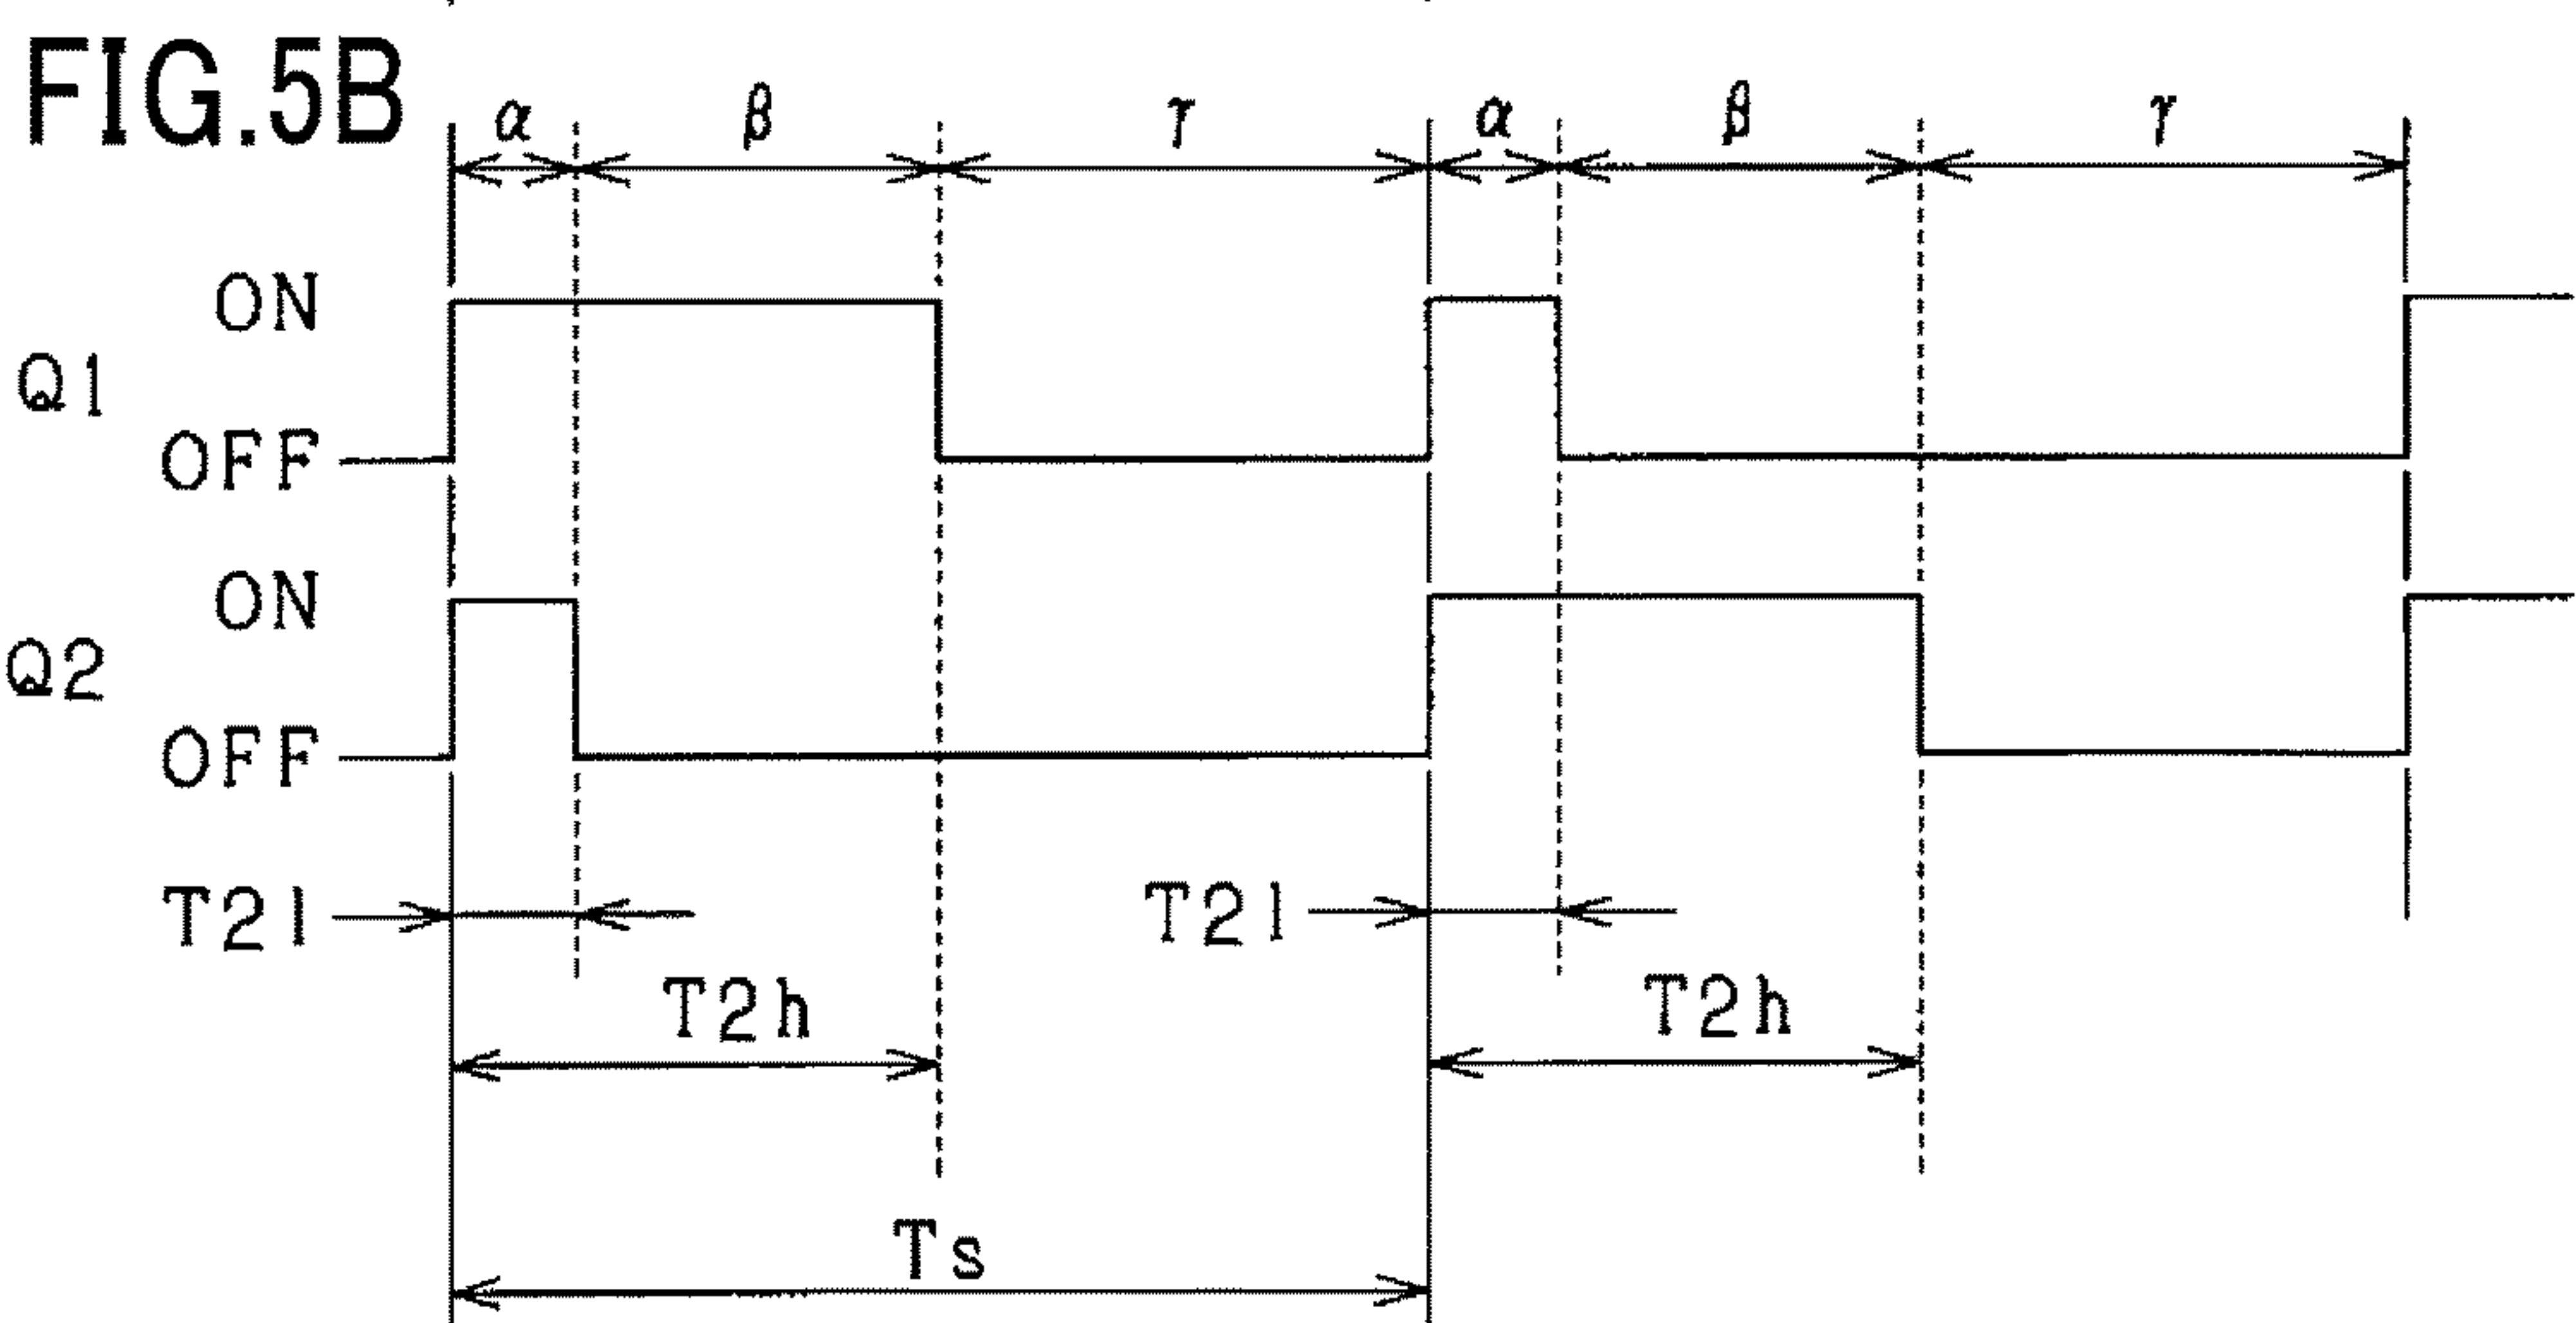 FIG.5B
α β γ α β γ
ON
Q1
OFF
ON
Q2
OFF
T2l T2l
T2h T2h
Ts